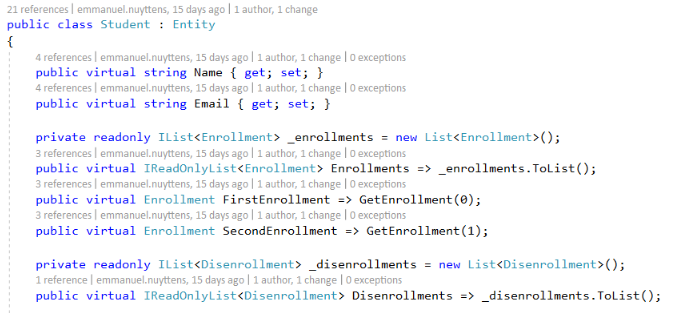 21 references | emmanuel.nuyttens, 15 days ago | 1 author, 1 change
public class Student : Entity
{
4 references | emmanuel.nuyttens, 15 days ago | 1 author, 1 change | 0 exceptions
public virtual string Name { get; set; }
4 references | emmanuel.nuyttens, 15 days ago | 1 author, 1 change | 0 exceptions
public virtual string Email { get; set; }
private readonly IList<Enrollment> _enrollments = new List<Enrollment>();
3 references | emmanuel.nuyttens, 15 days ago | 1 author, 1 change | 0 exceptions
public virtual IReadOnlyList<Enrollment> Enrollments => _enrollments.ToList();
3 references | emmanuel.nuyttens, 15 days ago | 1 author, 1 change | 0 exceptions
public virtual Enrollment FirstEnrollment => GetEnrollment(0);
3 references | emmanuel.nuyttens, 15 days ago | 1 author, 1 change | 0 exceptions
public virtual Enrollment SecondEnrollment => GetEnrollment(1);
private readonly IList<Disenrollment> _disenrollments = new List<Disenrollment>();
1 reference | emmanuel.nuyttens, 15 days ago | 1 author, 1 change | 0 exceptions
public virtual IReadOnlyList<Disenrollment> Disenrollments => _disenrollments.ToList();